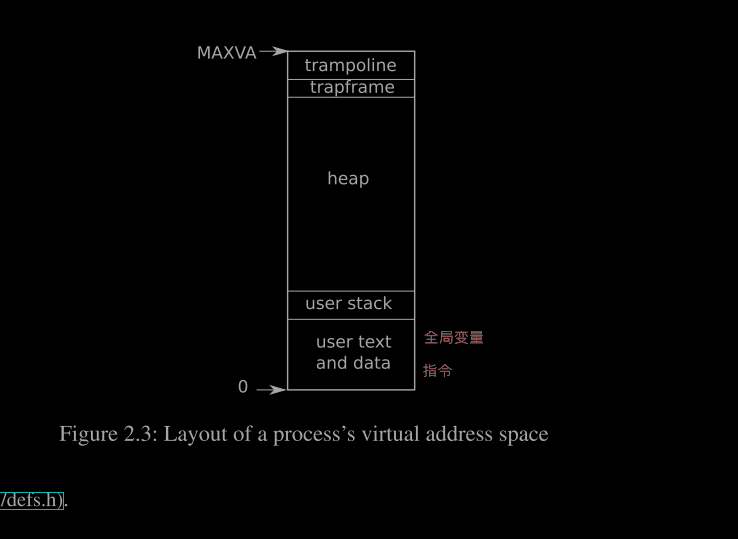 MAXVA
trampoline
trapframe
heap
user stack
user text
and data
全局变量
指令
0
Figure 2.3: Layout of a process's virtual address space
/defs.h).